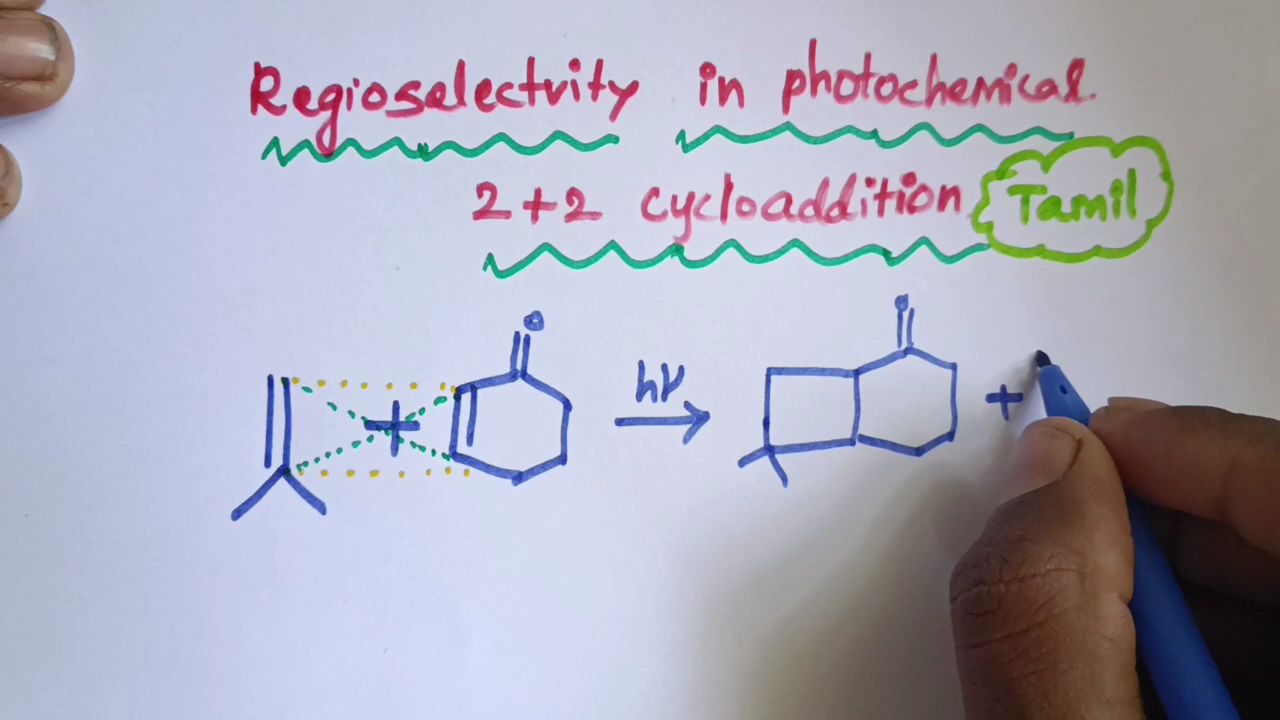 Regioselectvity in photochemical
2+2 cycloaddition Tamil
O O
+ hν +